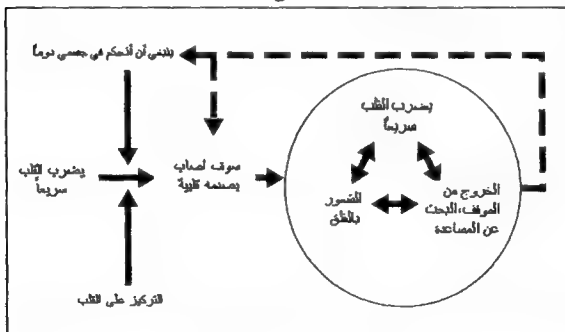 ينبغي أن أتحكم في جسمي دوماً
يضرب القلب
سريعاً
سوف أصاب
بصدمة قلبية
يضرب القلب
سريعاً
الشعور
بالقلق
الخروج من
الموقف، البحث
عن المساعدة
التركيز على القلب